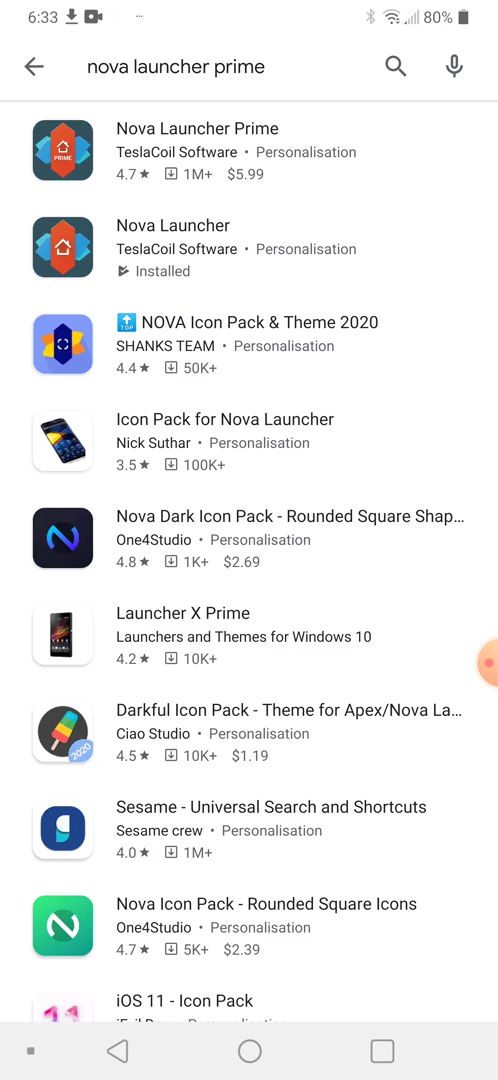 6:33 ... 80%
nova launcher prime
PRIME
Nova Launcher Prime
TeslaCoil Software • Personalisation
4.7★ 1M+ $5.99
Nova Launcher
TeslaCoil Software • Personalisation
Installed
TOP NOVA Icon Pack & Theme 2020
SHANKS TEAM • Personalisation
4.4★ 50K+
Icon Pack for Nova Launcher
Nick Suthar • Personalisation
3.5★ 100K+
Nova Dark Icon Pack - Rounded Square Shap...
One4Studio • Personalisation
4.8★ 1K+ $2.69
Launcher X Prime
Launchers and Themes for Windows 10
4.2★ 10K+
Darkful Icon Pack - Theme for Apex/Nova La...
Ciao Studio • Personalisation
2020
4.5★ 10K+ $1.19
Sesame - Universal Search and Shortcuts
Sesame crew • Personalisation
4.0★ 1M+
Nova Icon Pack - Rounded Square Icons
One4Studio • Personalisation
4.7★ 5K+ $2.39
iOS 11 - Icon Pack
11